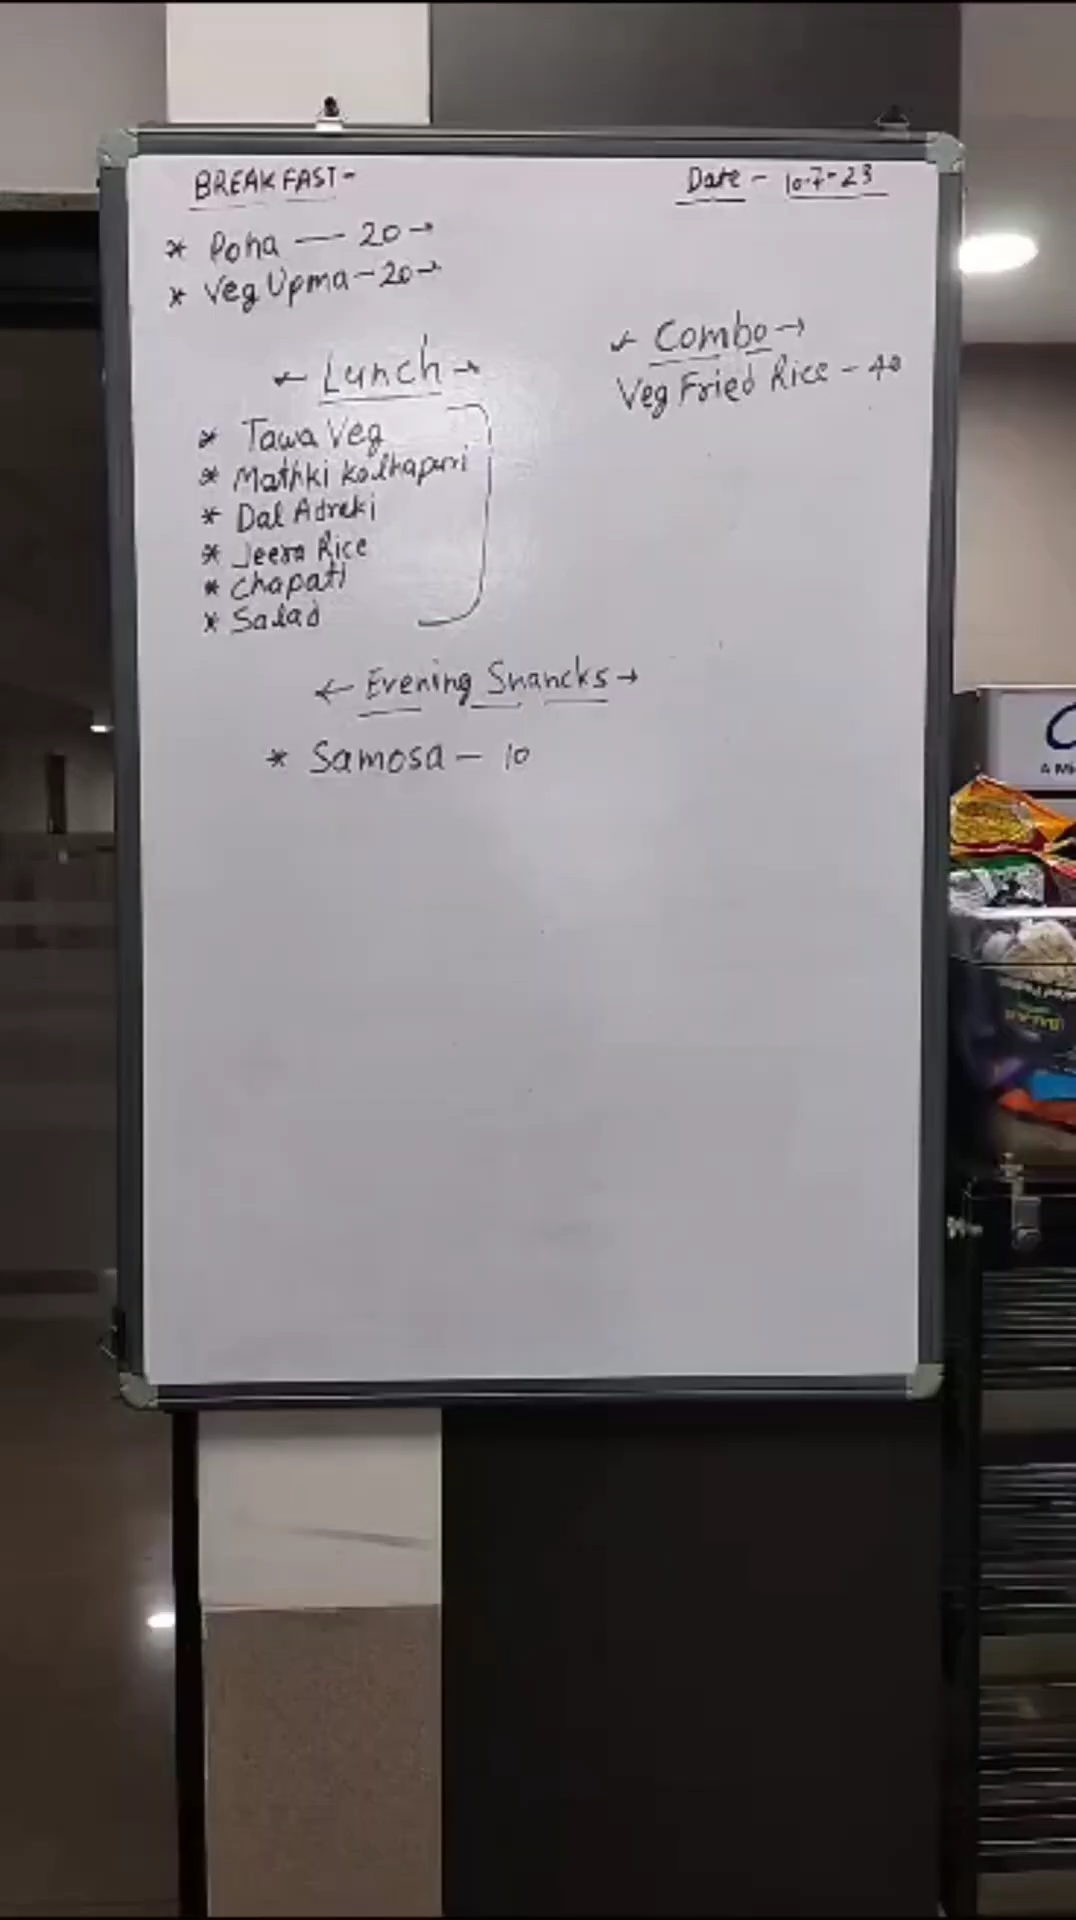 BREAKFAST-
Date - 10-7-23
* Poha — 20 →
* Veg Upma - 20 →
← Combo →
Veg Fried Rice - 40
← Lunch →
* Tawa Veg
* Mathki Kolhapuri
* Dal Adraki
* Jeera Rice
* Chapati
* Salad
← Evening Snancks →
* Samosa — 10